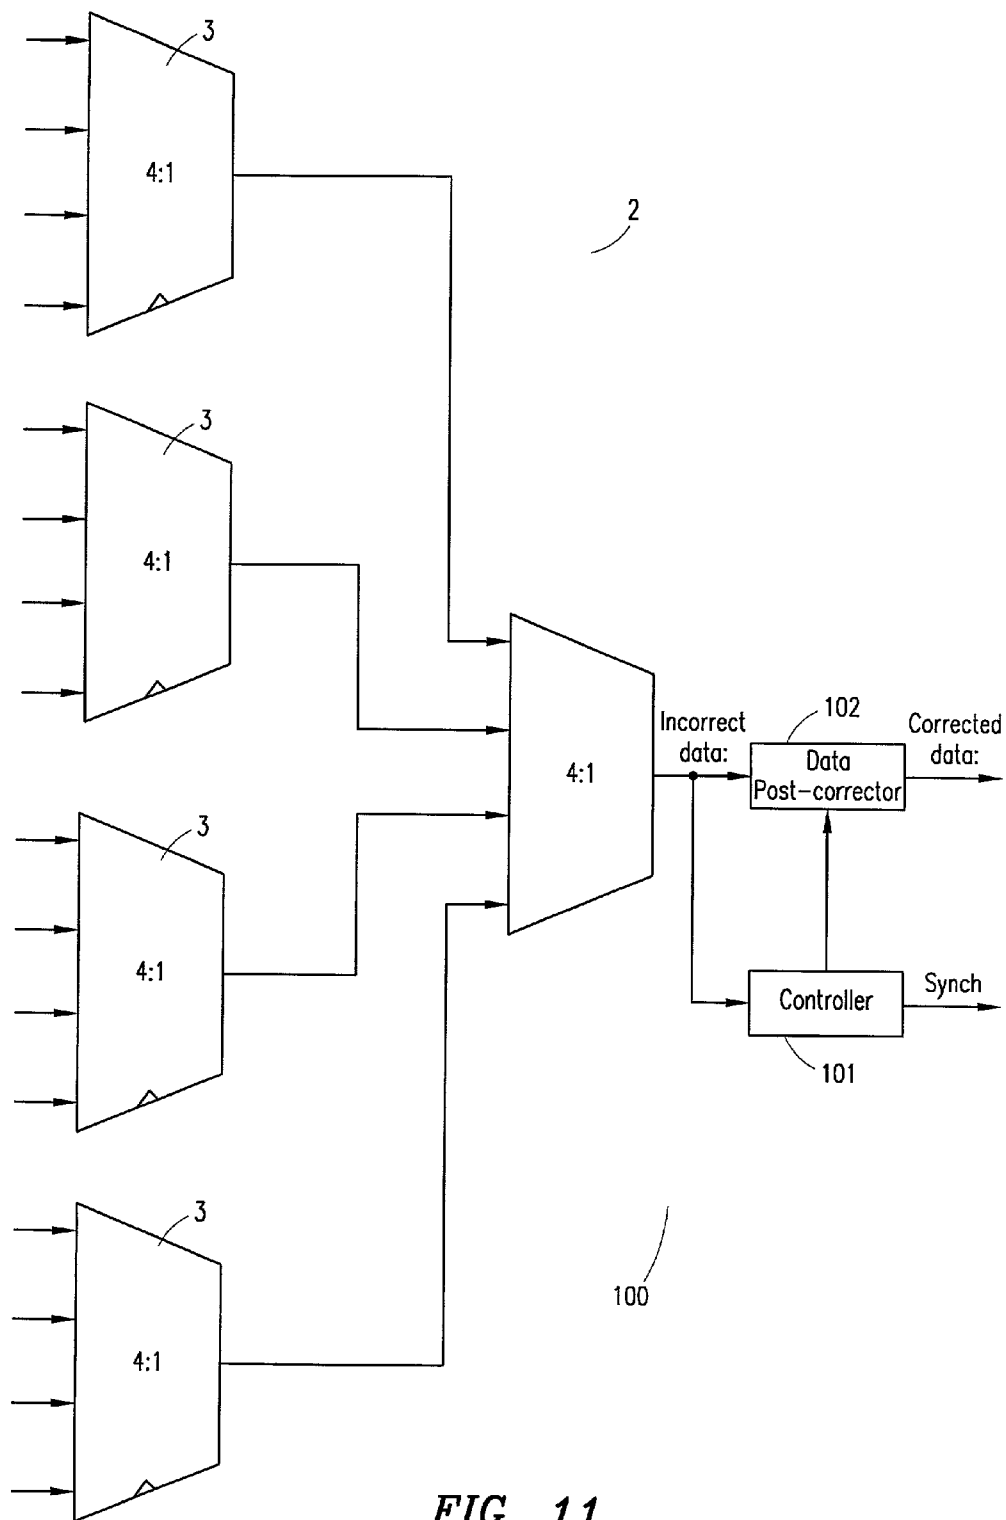 3
4:1
2
3
4:1
3
4:1
4:1
Incorrect
data:
102
Data
Post-corrector
Corrected
data:
Controller
101
Synch
3
4:1
100
FIG. 11